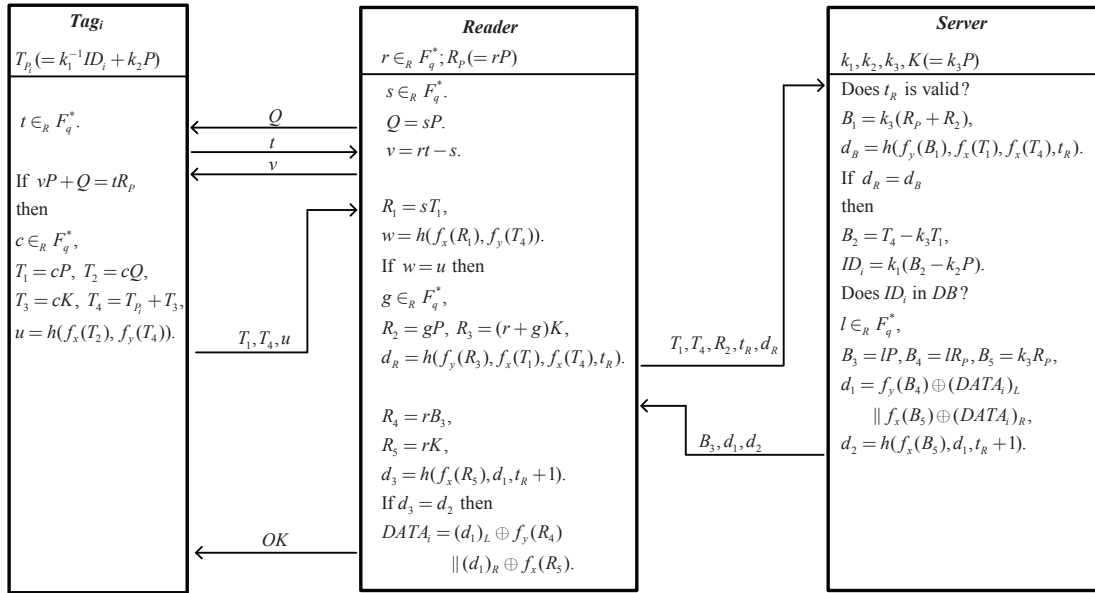 Tag_i
T_{P_i}(= k_1^{-1}ID_i + k_2P)
t ∈_R F_q^*.
If vP + Q = tR_P
then
c ∈_R F_q^*,
T_1 = cP, T_2 = cQ,
T_3 = cK, T_4 = T_{P_i} + T_3,
u = h(f_x(T_2), f_y(T_4)).
Q
t
v
T_1, T_4, u
OK
Reader
r ∈_R F_q^*; R_P(= rP)
s ∈_R F_q^*.
Q = sP.
v = rt − s.
R_1 = sT_1,
w = h(f_x(R_1), f_y(T_4)).
If w = u then
g ∈_R F_q^*,
R_2 = gP, R_3 = (r + g)K,
d_R = h(f_y(R_3), f_x(T_1), f_x(T_4), t_R).
R_4 = rB_3,
R_5 = rK,
d_3 = h(f_x(R_5), d_1, t_R + 1).
If d_3 = d_2 then
DATA_i = (d_1)_L ⊕ f_y(R_4)
|| (d_1)_R ⊕ f_x(R_5).
T_1, T_4, R_2, t_R, d_R
B_3, d_1, d_2
Server
k_1, k_2, k_3, K(= k_3P)
Does t_R is valid?
B_1 = k_3(R_P + R_2),
d_B = h(f_y(B_1), f_x(T_1), f_x(T_4), t_R).
If d_R = d_B
then
B_2 = T_4 − k_3T_1,
ID_i = k_1(B_2 − k_2P).
Does ID_i in DB?
l ∈_R F_q^*,
B_3 = lP, B_4 = lR_P, B_5 = k_3R_P,
d_1 = f_y(B_4) ⊕ (DATA_i)_L
|| f_x(B_5) ⊕ (DATA_i)_R,
d_2 = h(f_x(B_5), d_1, t_R + 1).